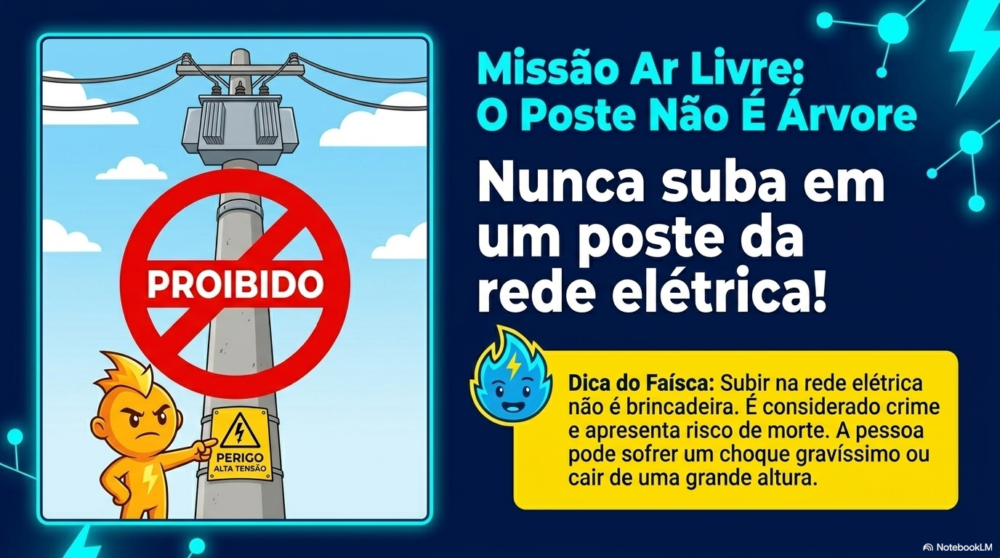 Missão Ar Livre:
O Poste Não É Árvore
Nunca suba em
um poste da
rede elétrica!
PROIBIDO
PERIGO
ALTA TENSÃO
Dica do Faísca: Subir na rede elétrica
não é brincadeira. É considerado crime
e apresenta risco de morte. A pessoa
pode sofrer um choque gravíssimo ou
cair de uma grande altura.
NotebookLM